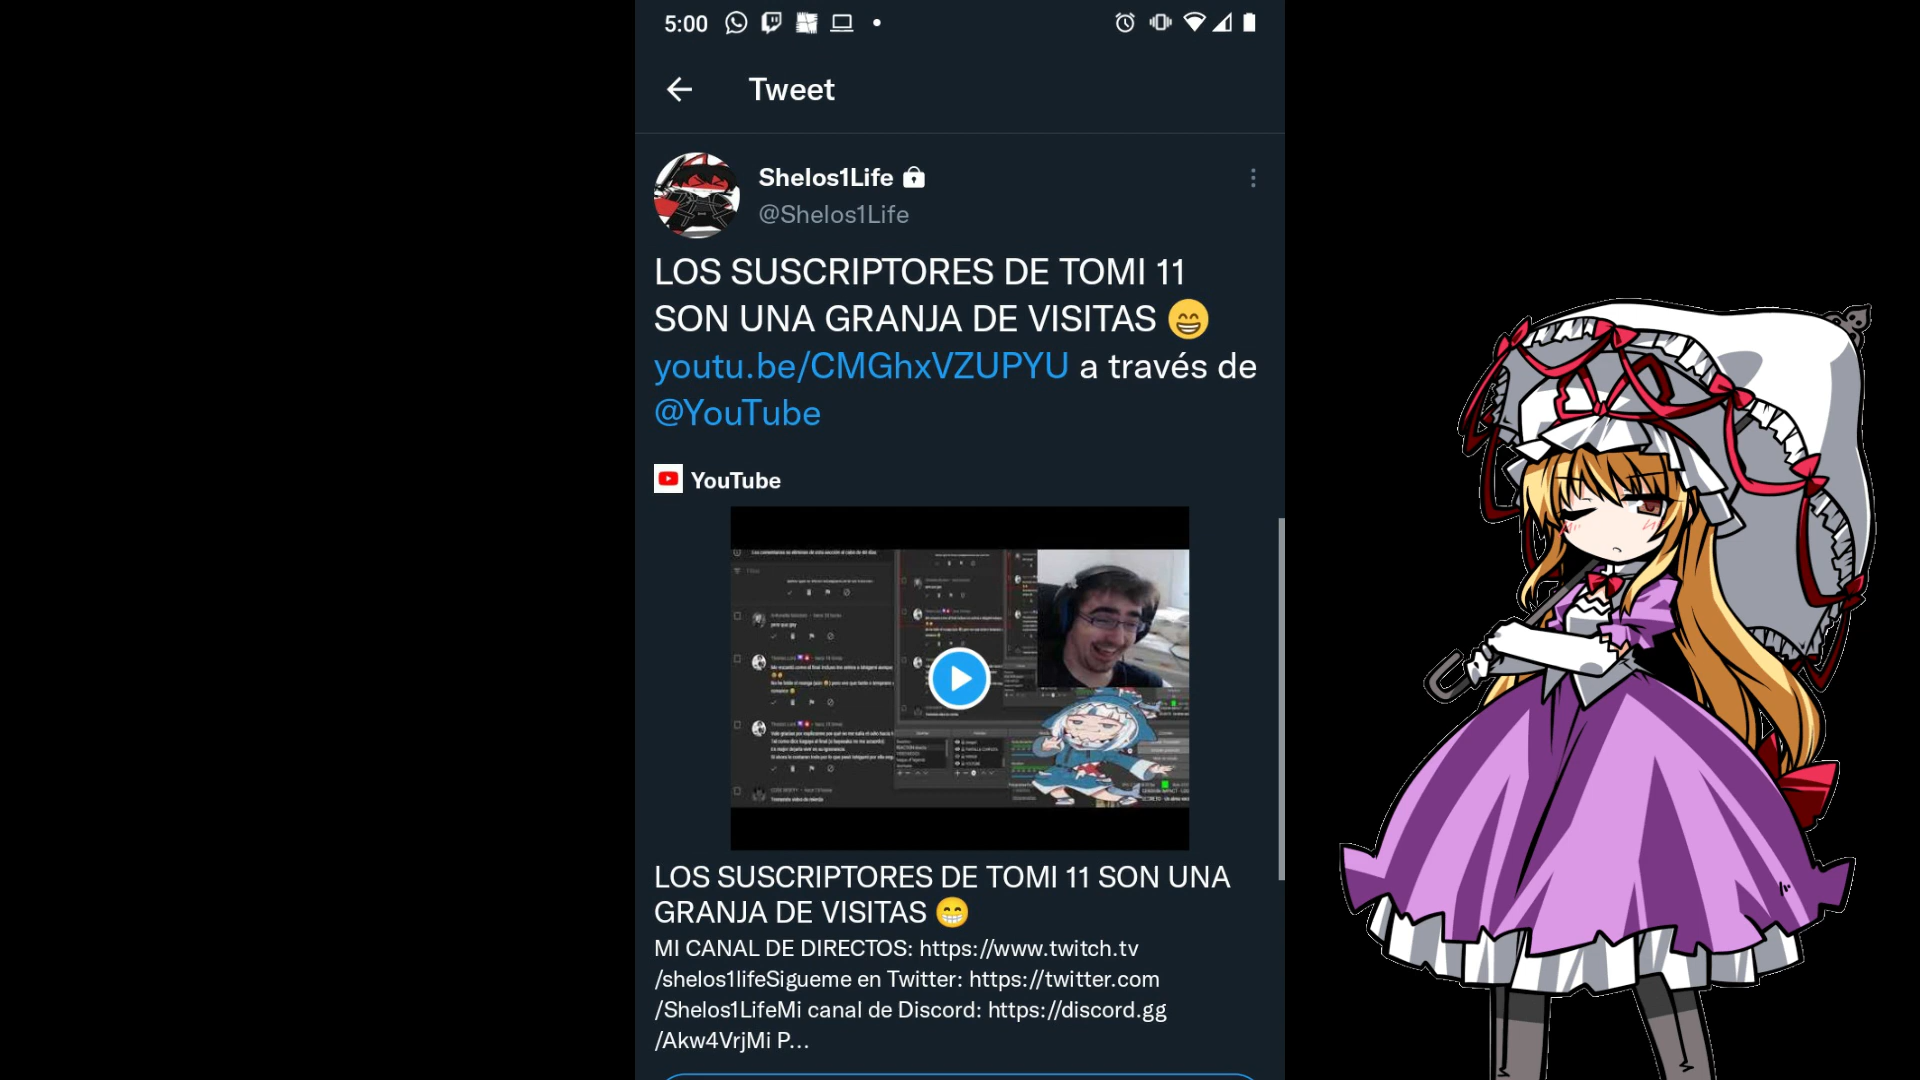 5:00
Tweet
Shelos1Life
@Shelos1Life
LOS SUSCRIPTORES DE TOMI 11
SON UNA GRANJA DE VISITAS 😁
youtu.be/CMGhxVZUPYU a través de
@YouTube
YouTube
LOS SUSCRIPTORES DE TOMI 11 SON UNA
GRANJA DE VISITAS 😁
MI CANAL DE DIRECTOS: https://www.twitch.tv
/shelos1lifeSigueme en Twitter: https://twitter.com
/Shelos1LifeMi canal de Discord: https://discord.gg
/Akw4VrjMi P...